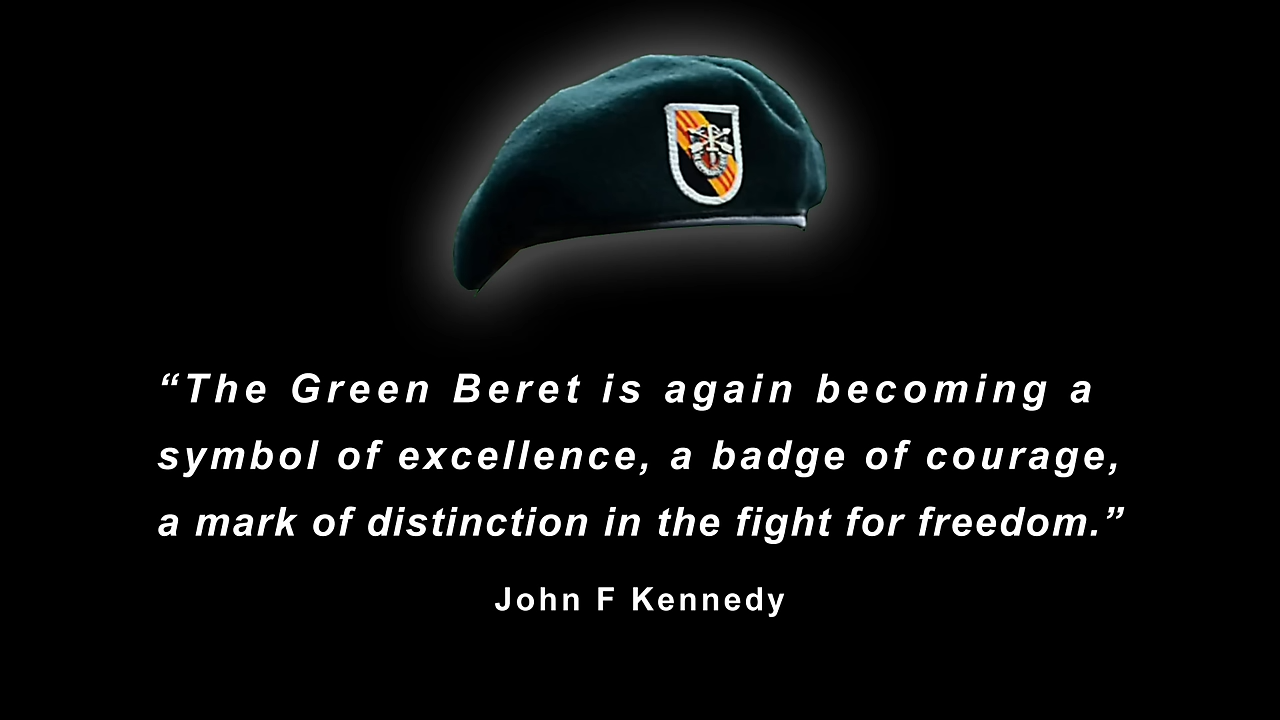 “The Green Beret is again becoming a
symbol of excellence, a badge of courage,
a mark of distinction in the fight for freedom.”
John F Kennedy